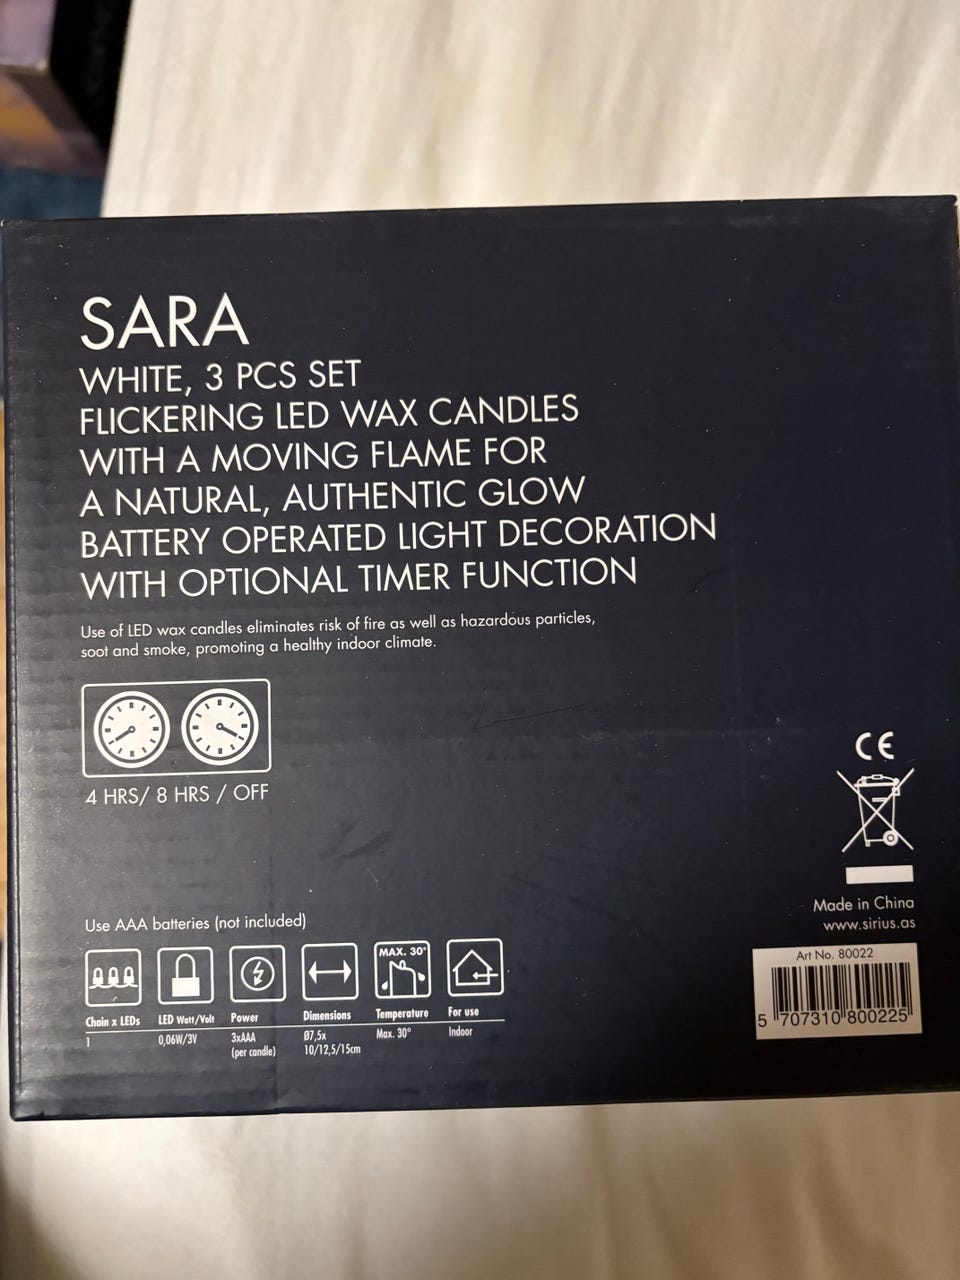 SARA
WHITE, 3 PCS SET
FLICKERING LED WAX CANDLES
WITH A MOVING FLAME FOR
A NATURAL, AUTHENTIC GLOW
BATTERY OPERATED LIGHT DECORATION
WITH OPTIONAL TIMER FUNCTION
Use of LED wax candles eliminates risk of fire as well as hazardous particles,
soot and smoke, promoting a healthy indoor climate.
4 HRS/ 8 HRS / OFF
CE
Made in China
www.sirius.as
Art No. 80022
5 707310 800225
Use AAA batteries (not included)
MAX. 30°
Chain x LEDs LED Watt/Volt Power Dimensions Temperature For use
1 0,06W/3V 3xAAA Ø7,5x Max. 30° Indoor
(per candle) 10/12,5/15cm